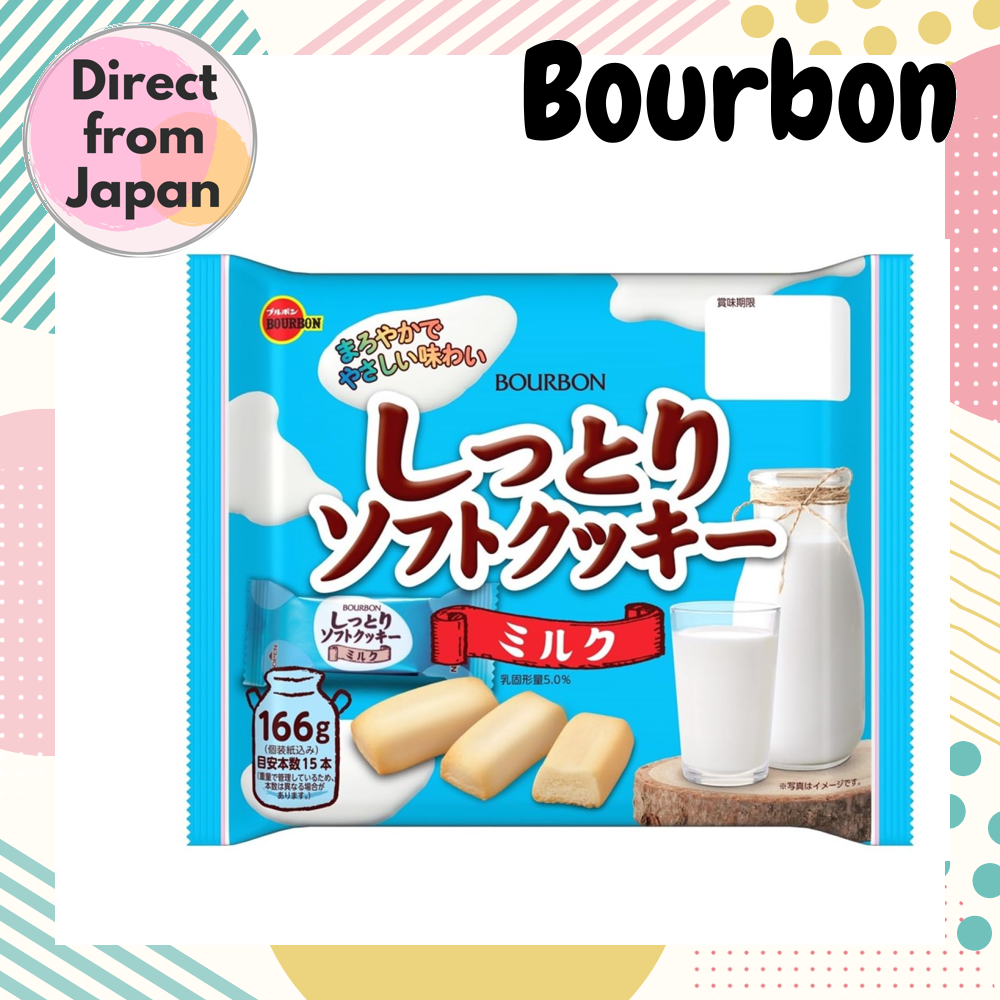 Direct
from
Japan
Bourbon
ブルボン
BOURBON
まろやかで
やさしい味わい
賞味期限
BOURBON
しっとり
ソフトクッキー
BOURBON
しっとり
ソフトクッキー
ミルク
ミルク
乳固形量5.0%
166g
(個装紙込み)
目安本数15本
(重量で管理しているため、
本数は異なる場合が
あります。)
※写真はイメージです。